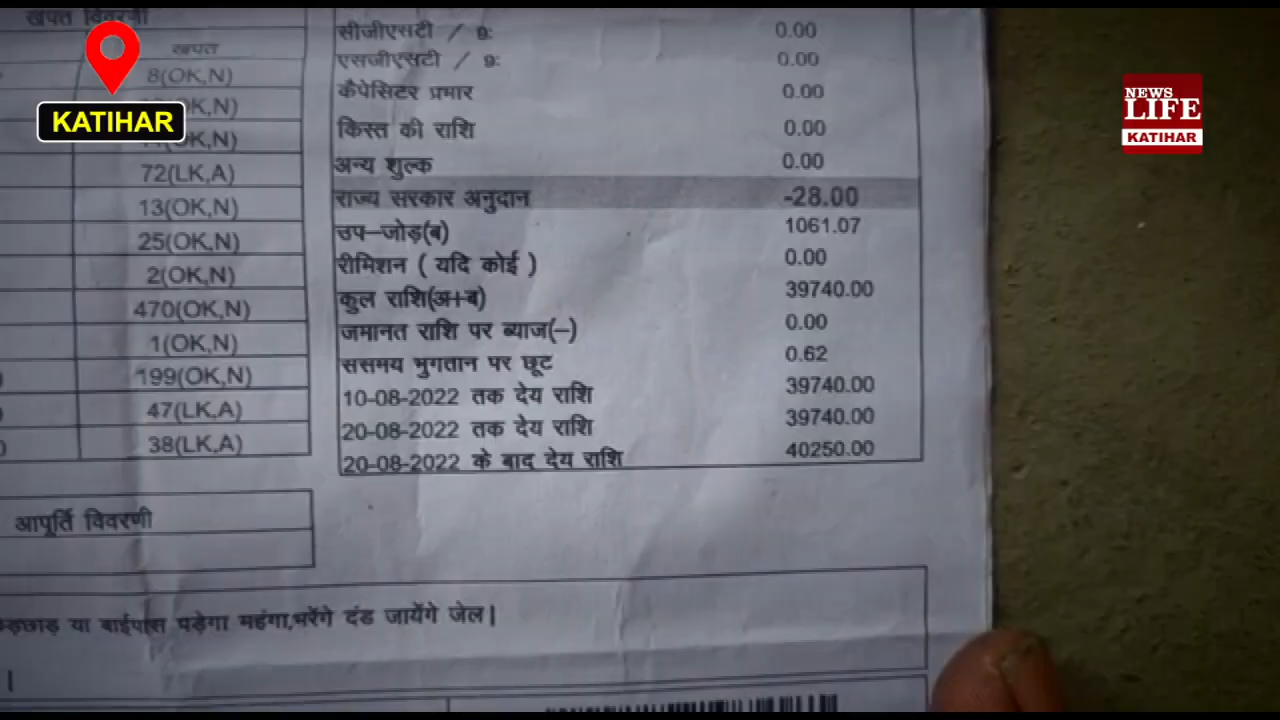 खपत विवरणी
खपत
8(OK,N)
OK,N)
OK,N)
72(LK,A)
13(OK,N)
25(OK,N)
2(OK,N)
470(OK,N)
1(OK,N)
199(OK,N)
47(LK,A)
38(LK,A)
आपूर्ति विवरणी
सीजीएसटी / 9:	0.00
एसजीएसटी / 9:	0.00
कैपेसिटर प्रभार	0.00
किस्त की राशि	0.00
अन्य शुल्क	0.00
राज्य सरकार अनुदान	-28.00
उप-जोड़(ब)	1061.07
रीमिशन ( यदि कोई )	0.00
कुल राशि(अ+ब)	39740.00
जमानत राशि पर ब्याज(-)	0.00
ससमय भुगतान पर छूट	0.62
10-08-2022 तक देय राशि	39740.00
20-08-2022 तक देय राशि	39740.00
20-08-2022 के बाद देय राशि	40250.00
या बाईपास पड़ेगा महंगा,भरेंगे दंड जायेंगे जेल|
|
KATIHAR
NEWS
LIFE
KATIHAR